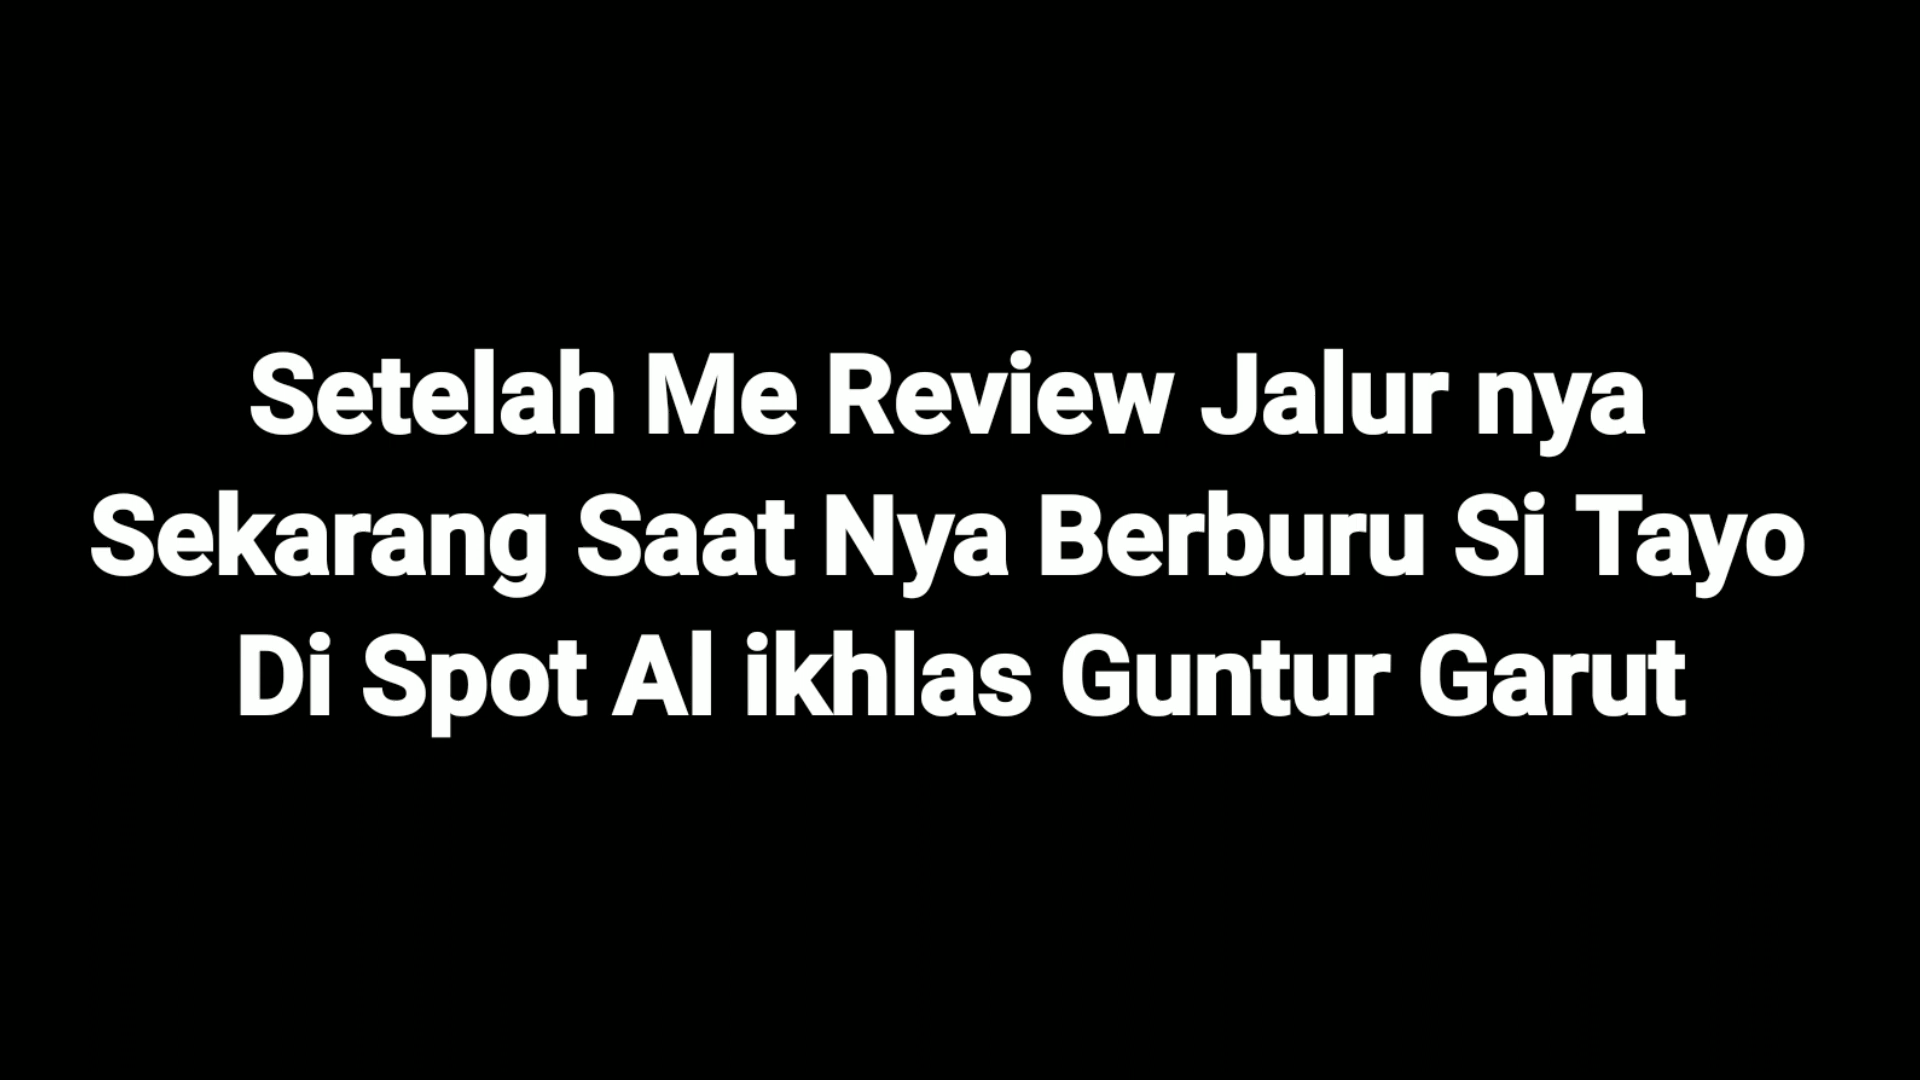 Setelah Me Review Jalur nya
Sekarang Saat Nya Berburu Si Tayo
Di Spot Al ikhlas Guntur Garut